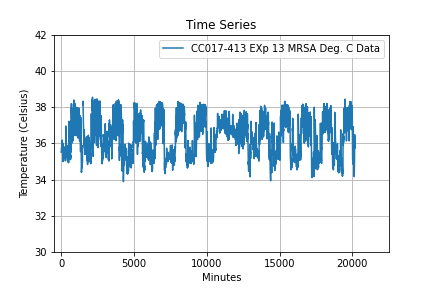 Time Series
CC017-413 EXp 13 MRSA Deg. C Data
Temperature (Celsius)
42
40
38
36
34
32
30
0 5000 10000 15000 20000
Minutes